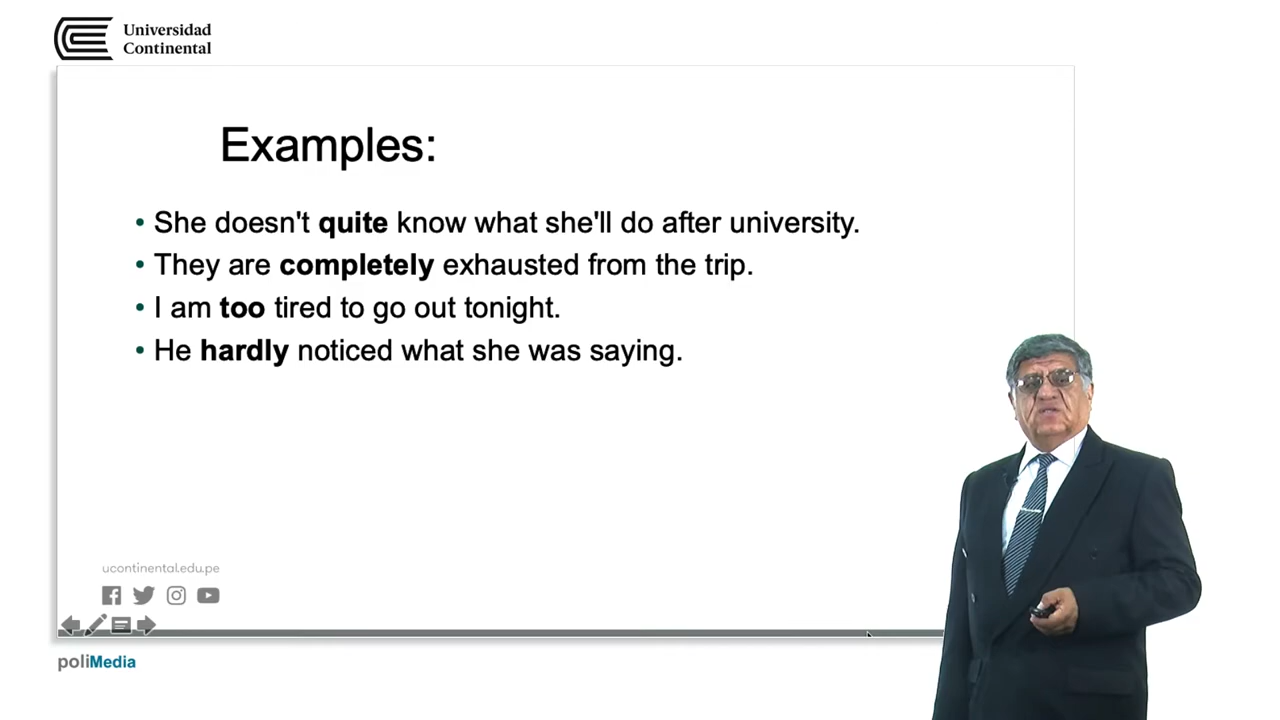 Universidad
Continental
Examples:
• She doesn't quite know what she'll do after university.
• They are completely exhausted from the trip.
• I am too tired to go out tonight.
• He hardly noticed what she was saying.
ucontinental.edu.pe
poliMedia